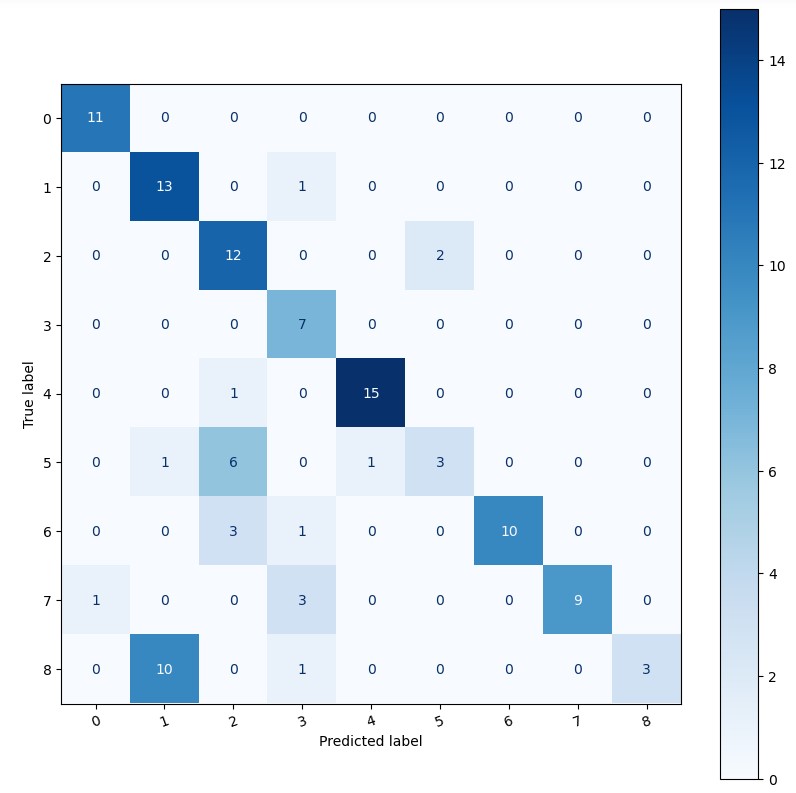 0 11 0 0 0 0 0 0 0 0
1 0 13 0 1 0 0 0 0 0
2 0 0 12 0 0 2 0 0 0
3 0 0 0 7 0 0 0 0 0
4 0 0 1 0 15 0 0 0 0
5 0 1 6 0 1 3 0 0 0
6 0 0 3 1 0 0 10 0 0
7 1 0 0 3 0 0 0 9 0
8 0 10 0 1 0 0 0 0 3
True label
0 1 2 3 4 5 6 7 8
Predicted label
14
12
10
8
6
4
2
0